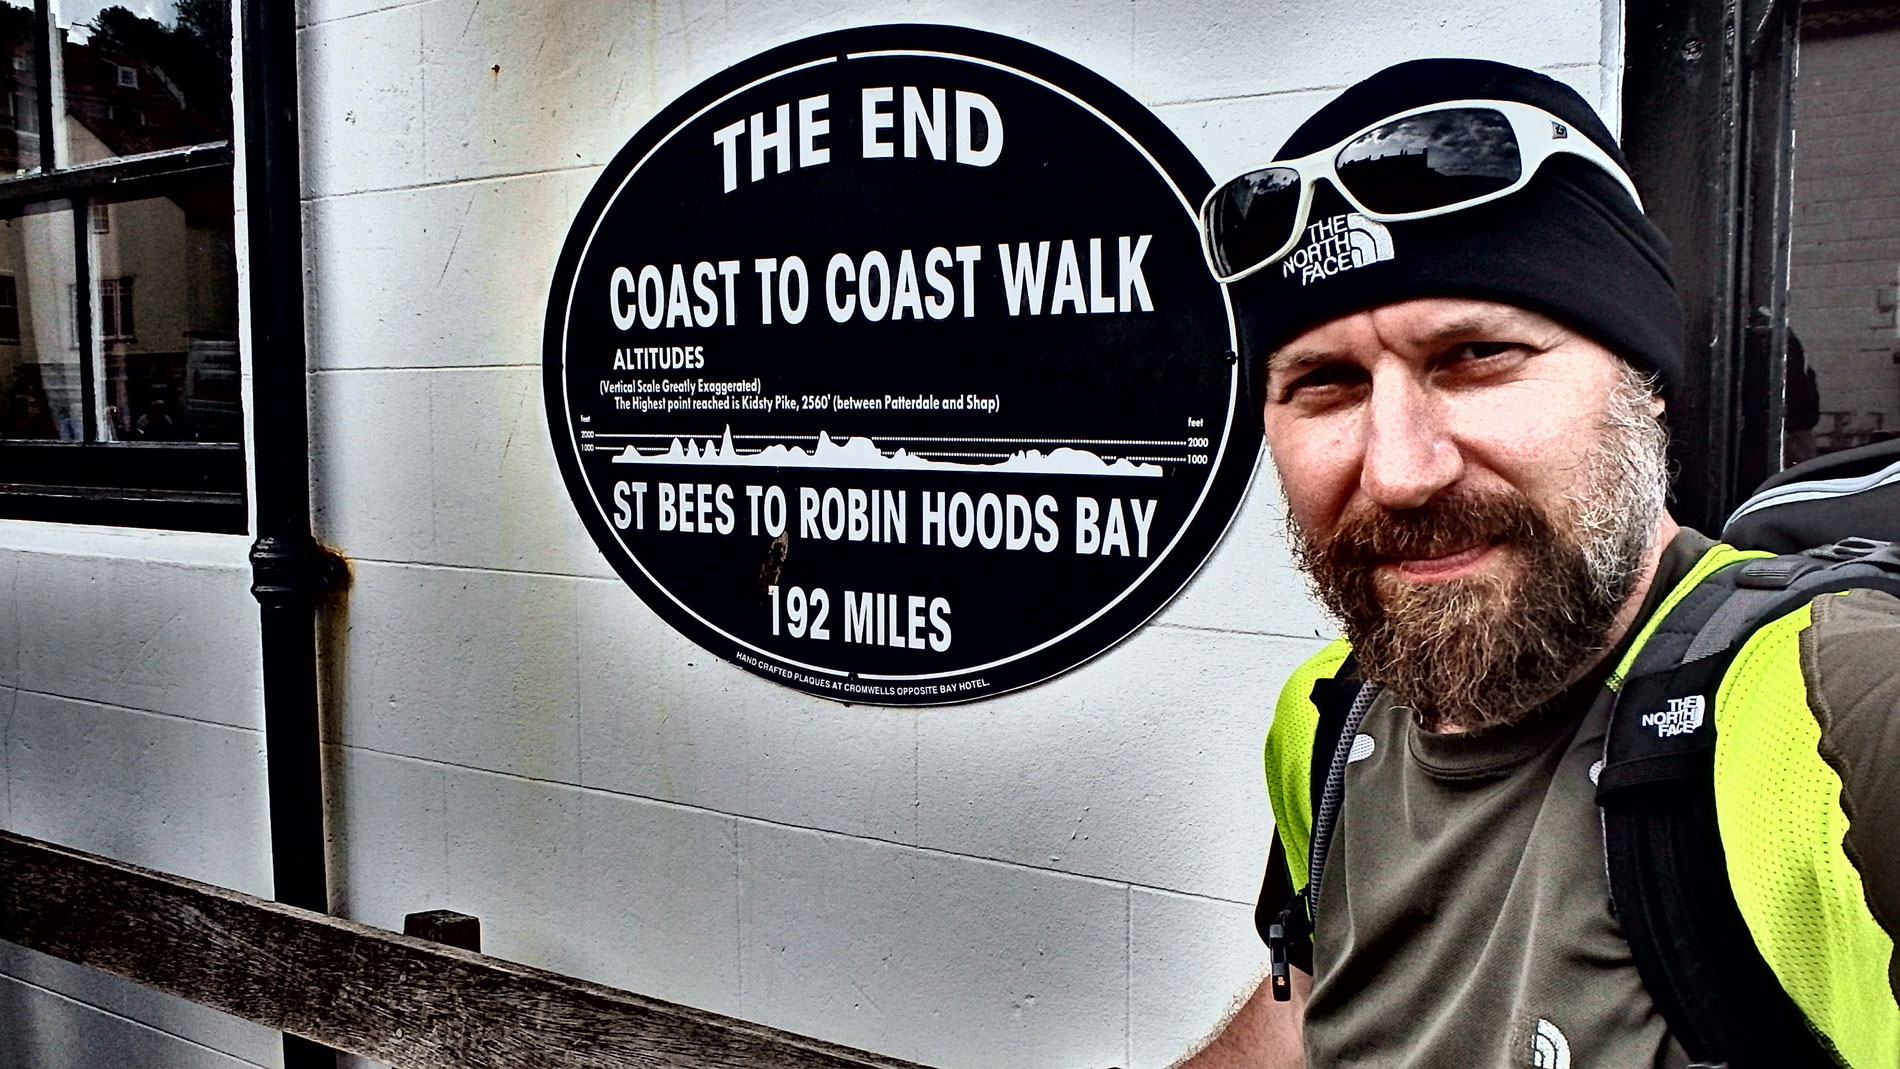 THE END
COAST TO COAST WALK
ALTITUDES
(Vertical Scale Greatly Exaggerated)
The Highest point reached is Kidsty Pike, 2560' (between Patterdale and Shap)
feet feet
2000 2000
1000 1000
ST BEES TO ROBIN HOODS BAY
192 MILES
HAND CRAFTED PLAQUES AT CROMWELLS OPPOSITE BAY HOTEL.
THE
NORTH
FACE
THE
NORTH
FACE